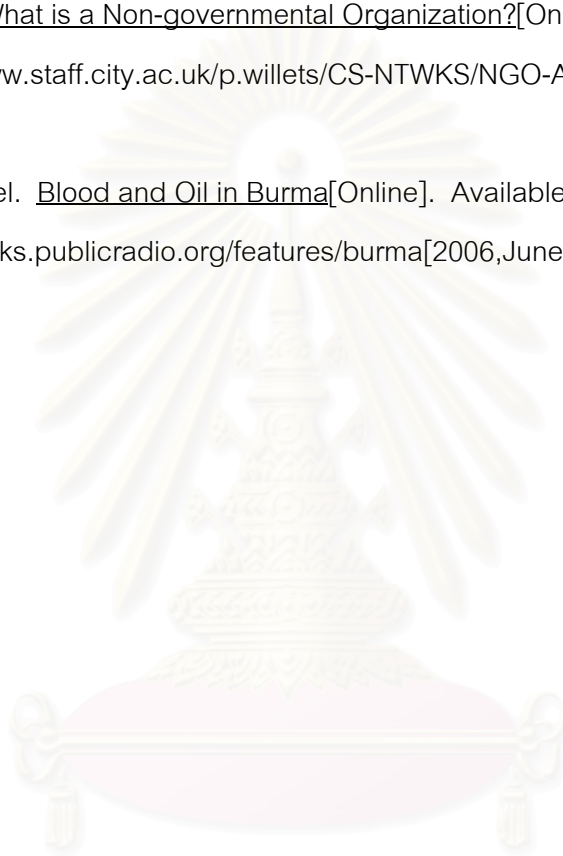 hat is a Non-governmental Organization?[On
w.staff.city.ac.uk/p.willets/CS-NTWKS/NGO-A
el. Blood and Oil in Burma[Online]. Available
ks.publicradio.org/features/burma[2006,June